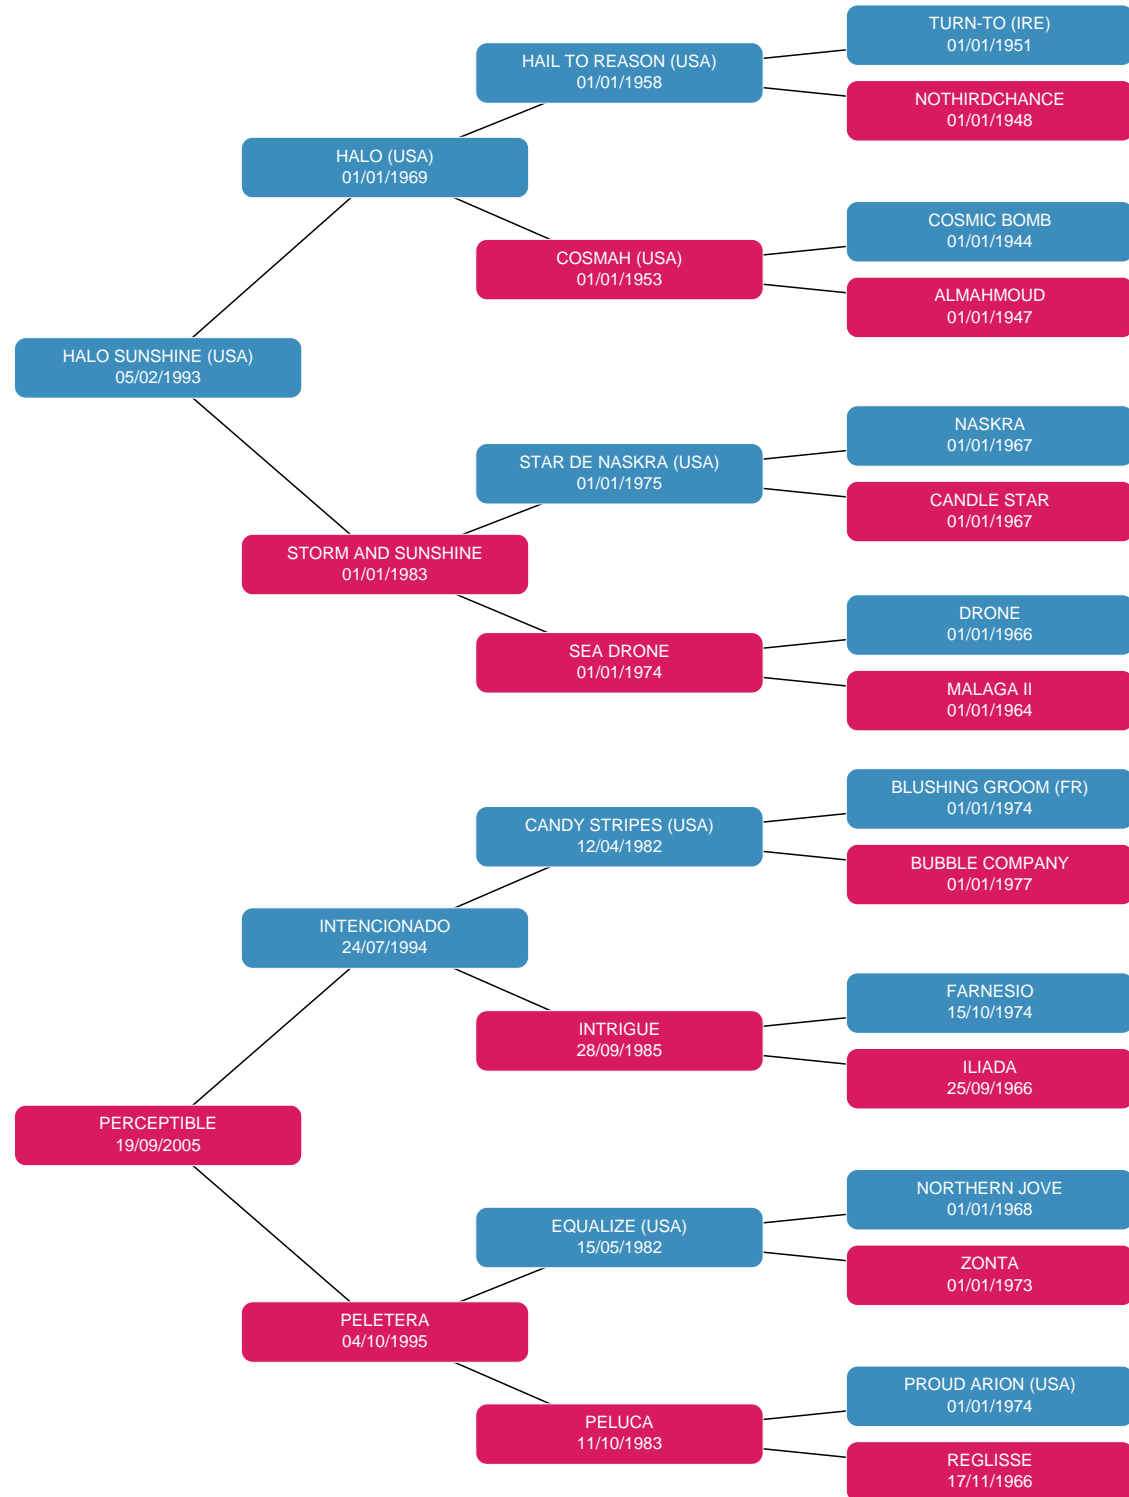 TURN-TO (IRE)
01/01/1951
HAIL TO REASON (USA)
01/01/1958
NOTHIRDCHANCE
01/01/1948
HALO (USA)
01/01/1969
COSMIC BOMB
01/01/1944
COSMAH (USA)
01/01/1953
ALMAHMOUD
01/01/1947
HALO SUNSHINE (USA)
05/02/1993
NASKRA
01/01/1967
STAR DE NASKRA (USA)
01/01/1975
CANDLE STAR
01/01/1967
STORM AND SUNSHINE
01/01/1983
DRONE
01/01/1966
SEA DRONE
01/01/1974
MALAGA II
01/01/1964
BLUSHING GROOM (FR)
01/01/1974
CANDY STRIPES (USA)
12/04/1982
BUBBLE COMPANY
01/01/1977
INTENCIONADO
24/07/1994
FARNESIO
15/10/1974
INTRIGUE
28/09/1985
ILIADA
25/09/1966
PERCEPTIBLE
19/09/2005
NORTHERN JOVE
01/01/1968
EQUALIZE (USA)
15/05/1982
ZONTA
01/01/1973
PELETERA
04/10/1995
PROUD ARION (USA)
01/01/1974
PELUCA
11/10/1983
REGLISSE
17/11/1966